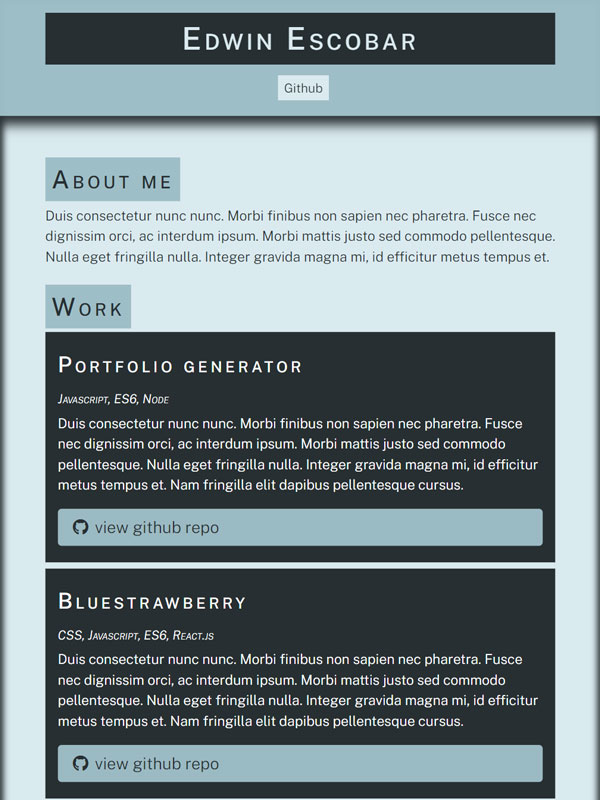 Edwin Escobar
Github
About me
Duis consectetur nunc nunc. Morbi finibus non sapien nec pharetra. Fusce nec
dignissim orci, ac interdum ipsum. Morbi mattis justo sed commodo pellentesque.
Nulla eget fringilla nulla. Integer gravida magna mi, id efficitur metus tempus et.
Work
Portfolio generator
Javascript, ES6, Node
Duis consectetur nunc nunc. Morbi finibus non sapien nec pharetra. Fusce
nec dignissim orci, ac interdum ipsum. Morbi mattis justo sed commodo
pellentesque. Nulla eget fringilla nulla. Integer gravida magna mi, id efficitur
metus tempus et. Nam fringilla elit dapibus pellentesque cursus.
view github repo
Bluestrawberry
CSS, Javascript, ES6, React.js
Duis consectetur nunc nunc. Morbi finibus non sapien nec pharetra. Fusce
nec dignissim orci, ac interdum ipsum. Morbi mattis justo sed commodo
pellentesque. Nulla eget fringilla nulla. Integer gravida magna mi, id efficitur
metus tempus et. Nam fringilla elit dapibus pellentesque cursus.
view github repo